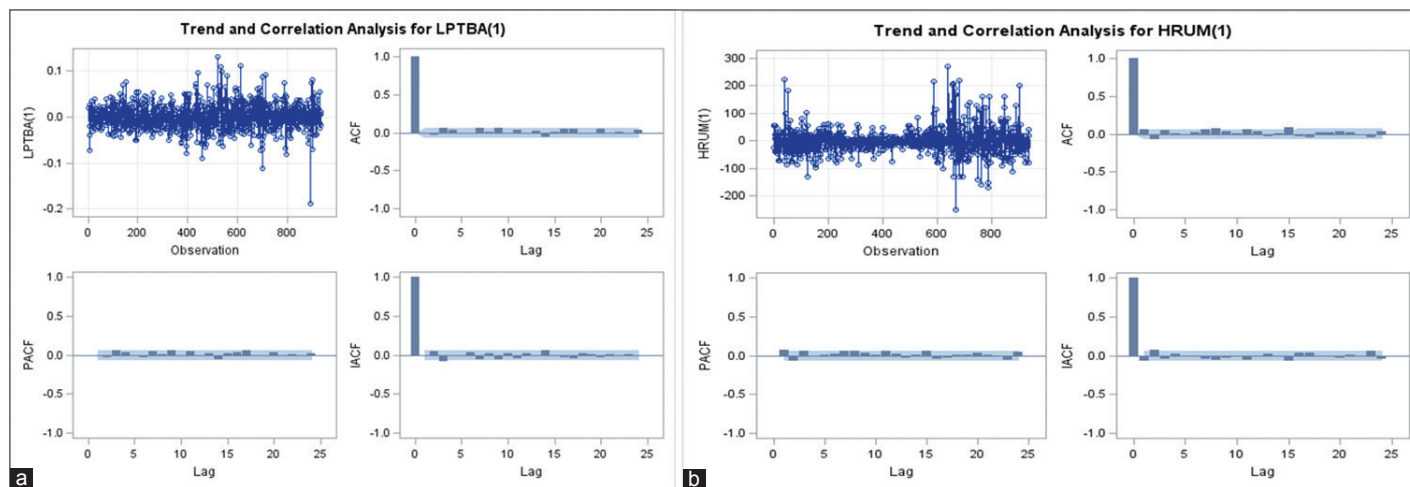 Trend and Correlation Analysis for LPTBA(1)
LPTBA(1)
0.1
0.0
-0.1
-0.2
0 200 400 600 800
Observation
ACF
1.0
0.5
0.0
-0.5
-1.0
0 5 10 15 20 25
Lag
PACF
1.0
0.5
0.0
-0.5
-1.0
0 5 10 15 20 25
Lag
IACF
1.0
0.5
0.0
-0.5
-1.0
0 5 10 15 20 25
Lag
a
Trend and Correlation Analysis for HRUM(1)
HRUM(1)
300
200
100
0
-100
-200
0 200 400 600 800
Observation
ACF
1.0
0.5
0.0
-0.5
-1.0
0 5 10 15 20 25
Lag
PACF
1.0
0.5
0.0
-0.5
-1.0
0 5 10 15 20 25
Lag
IACF
1.0
0.5
0.0
-0.5
-1.0
0 5 10 15 20 25
Lag
b